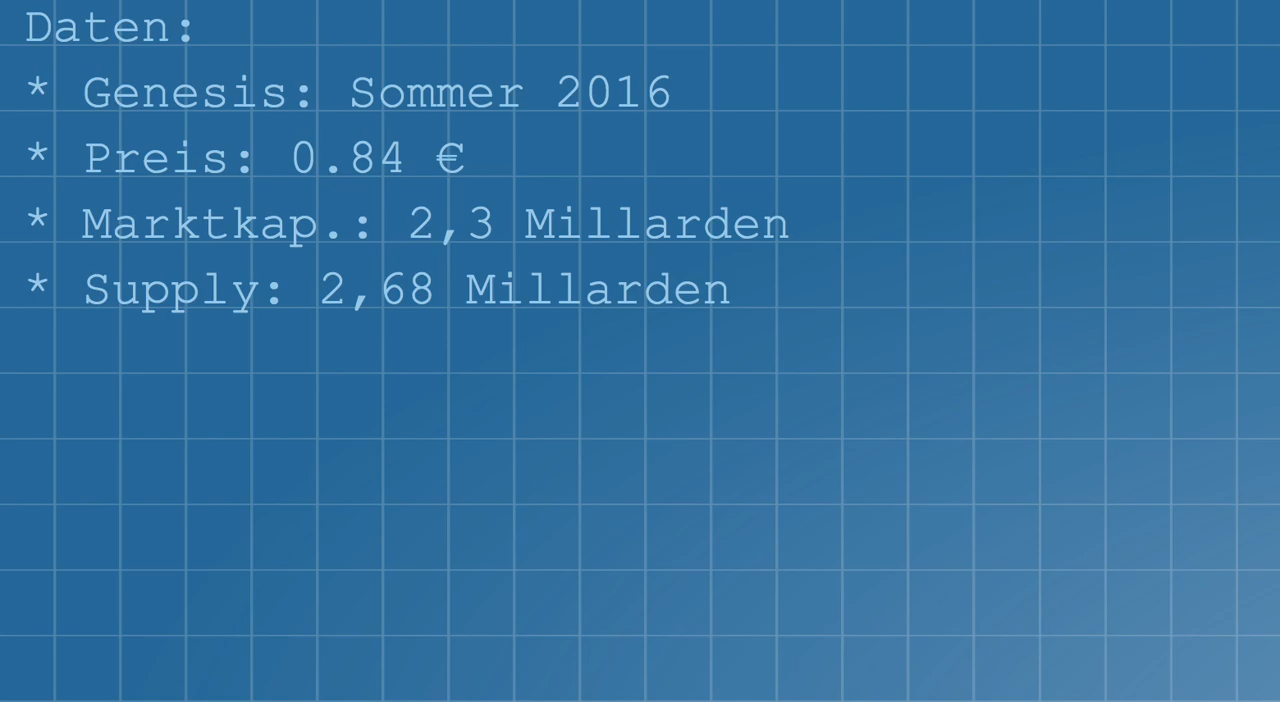 Daten:
* Genesis: Sommer 2016
* Preis: 0.84 €
* Marktkap.: 2,3 Millarden
* Supply: 2,68 Millarden